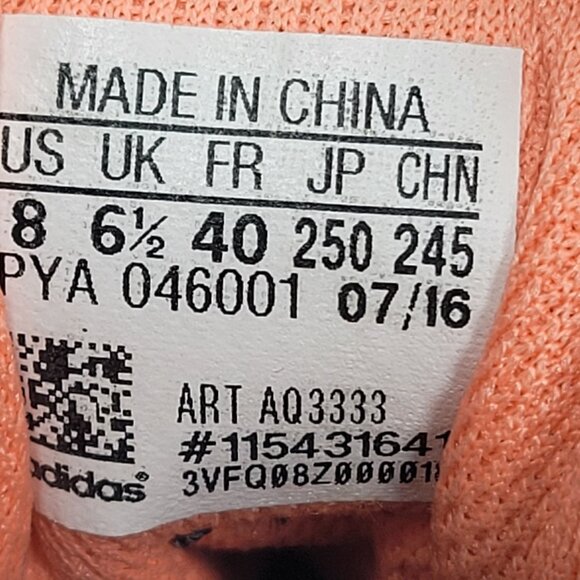 MADE IN CHINA
US UK FR JP CHN
8 6½ 40 250 245
PYA 046001 07/16
ART AQ3333
#115431641
adidas®
3VFQ08Z000018